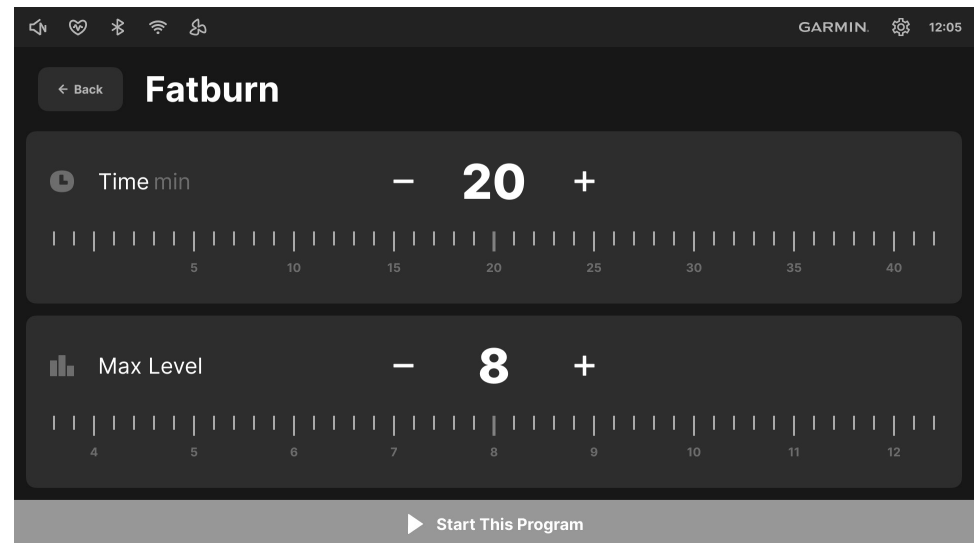 GARMIN. 12:05
← Back Fatburn
Time min − 20 +
5 10 15 20 25 30 35 40
Max Level − 8 +
4 5 6 7 8 9 10 11 12
Start This Program